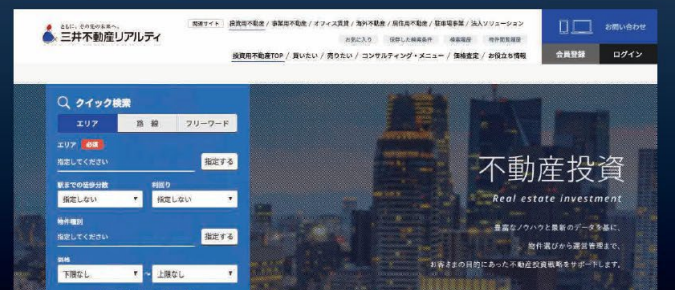 ともに、その先の未来へ。
三井不動産リアルティ
関連サイト 投資用不動産 / 事業用不動産 / オフィス賃貸 / 海外不動産 / 居住用不動産 / 駐車場事業 / 法人ソリューション
お気に入り 保存した検索条件 検索履歴 物件閲覧履歴
お問い合わせ
投資用不動産TOP / 買いたい / 売りたい / コンサルティング・メニュー / 価格査定 / お役立ち情報
会員登録 ログイン
クイック検索
エリア 路線 フリーワード
エリア 必須
指定してください 指定する
駅までの徒歩分数 利回り
指定しない ▼ 指定しない ▼
物件種別
指定してください 指定する
価格
下限なし ▼ ~ 上限なし ▼
不動産投資
Real estate investment
豊富なノウハウと最新のデータを基に、
物件選びから運営管理まで、
お客さまの目的にあった不動産投資戦略をサポートします。